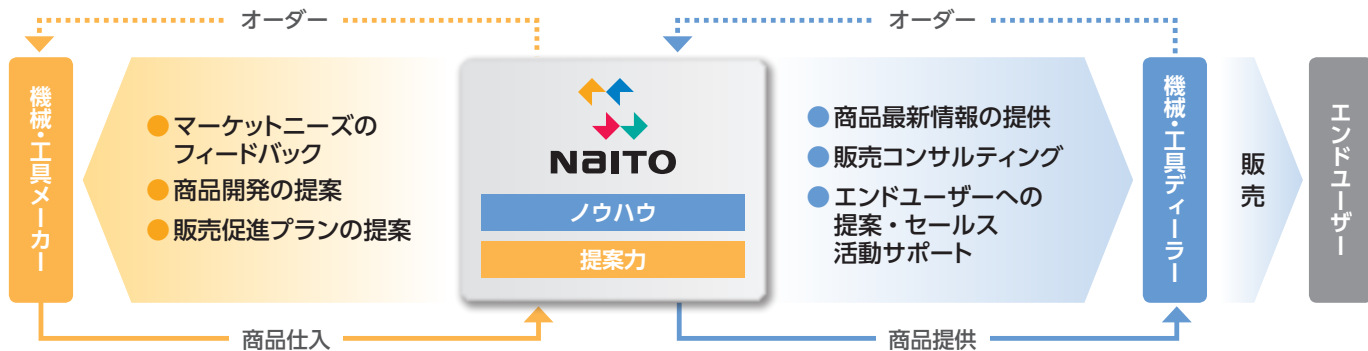 オーダー
オーダー
機械・工具メーカー
●マーケットニーズの
フィードバック
●商品開発の提案
●販売促進プランの提案
NaITO
ノウハウ
提案力
●商品最新情報の提供
●販売コンサルティング
●エンドユーザーへの
提案・セールス
活動サポート
機械・工具ディーラー
販売
エンドユーザー
商品仕入
商品提供